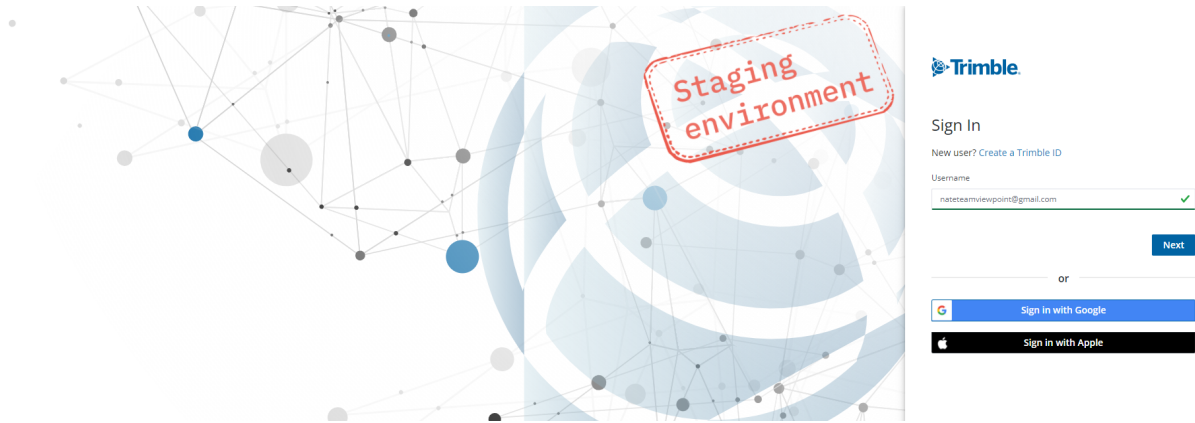 Staging
environment
Trimble.
Sign In
New user? Create a Trimble ID
Username
nateteamviewpoint@gmail.com
Next
or
Sign in with Google
Sign in with Apple